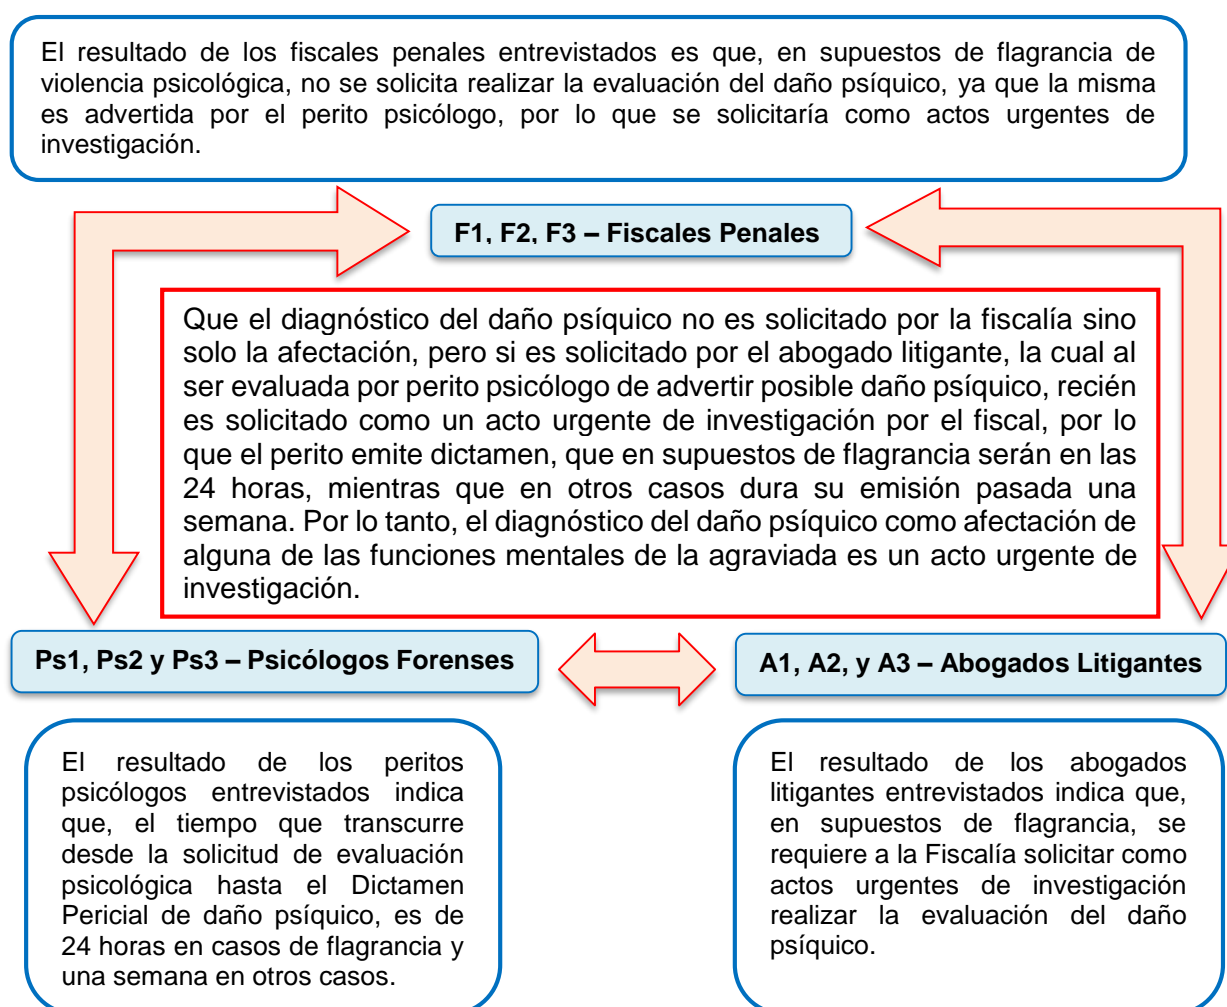 El resultado de los fiscales penales entrevistados es que, en supuestos de flagrancia de
violencia psicológica, no se solicita realizar la evaluación del daño psíquico, ya que la misma
es advertida por el perito psicólogo, por lo que se solicitaría como actos urgentes de
investigación.
F1, F2, F3 – Fiscales Penales
Que el diagnóstico del daño psíquico no es solicitado por la fiscalía sino
solo la afectación, pero si es solicitado por el abogado litigante, la cual al
ser evaluada por perito psicólogo de advertir posible daño psíquico, recién
es solicitado como un acto urgente de investigación por el fiscal, por lo
que el perito emite dictamen, que en supuestos de flagrancia serán en las
24 horas, mientras que en otros casos dura su emisión pasada una
semana. Por lo tanto, el diagnóstico del daño psíquico como afectación de
alguna de las funciones mentales de la agraviada es un acto urgente de
investigación.
Ps1, Ps2 y Ps3 – Psicólogos Forenses
A1, A2, y A3 – Abogados Litigantes
El resultado de los peritos
psicólogos entrevistados indica
que, el tiempo que transcurre
desde la solicitud de evaluación
psicológica hasta el Dictamen
Pericial de daño psíquico, es de
24 horas en casos de flagrancia y
una semana en otros casos.
El resultado de los abogados
litigantes entrevistados indica que,
en supuestos de flagrancia, se
requiere a la Fiscalía solicitar como
actos urgentes de investigación
realizar la evaluación del daño
psíquico.